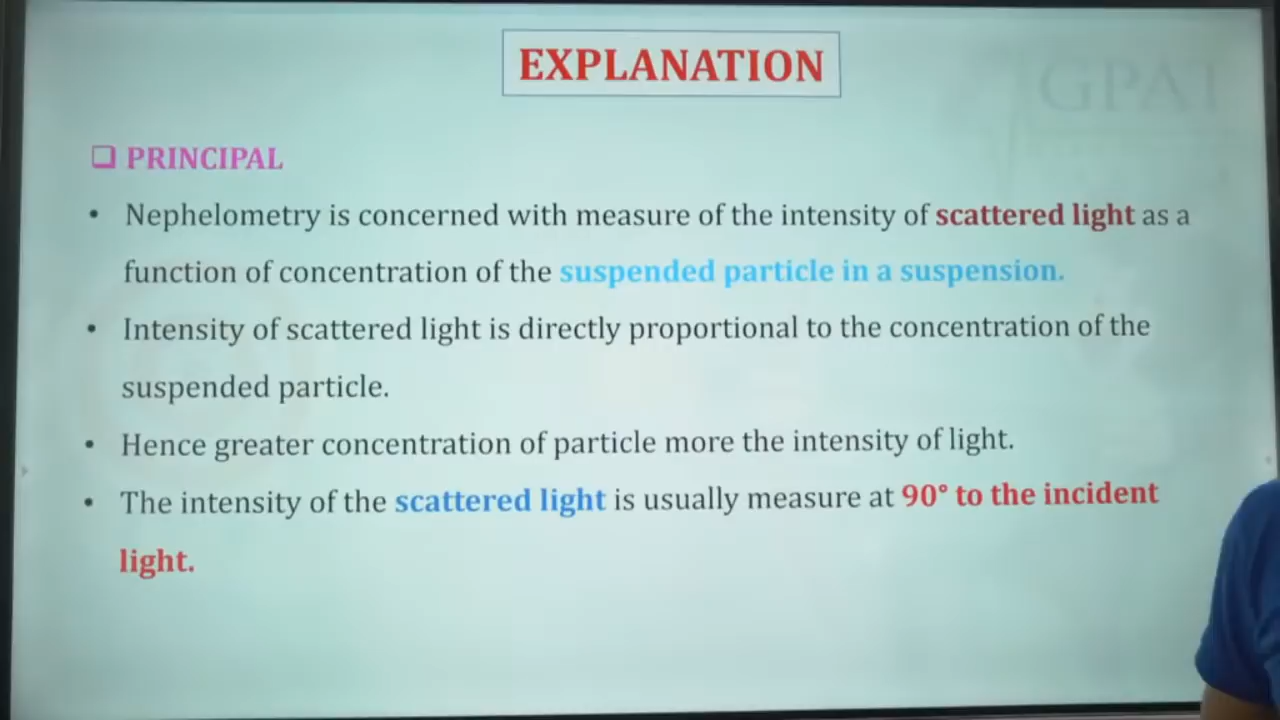 EXPLANATION
GPAT
❑ PRINCIPAL
• Nephelometry is concerned with measure of the intensity of scattered light as a
function of concentration of the suspended particle in a suspension.
• Intensity of scattered light is directly proportional to the concentration of the
suspended particle.
• Hence greater concentration of particle more the intensity of light.
• The intensity of the scattered light is usually measure at 90° to the incident
light.